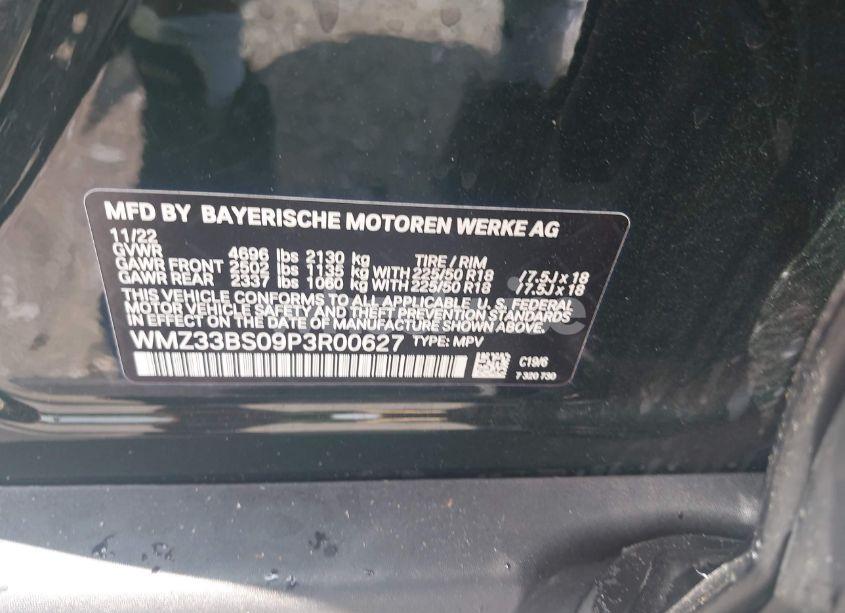 MFD BY BAYERISCHE MOTOREN WERKE AG
11/22
GVWR 4696 lbs 2130 kg TIRE / RIM
GAWR FRONT 2502 lbs 1135 kg WITH 225/50 R18 / 7.5J x 18
GAWR REAR 2337 lbs 1060 kg WITH 225/50 R18 / 7.5J x 18
THIS VEHICLE CONFORMS TO ALL APPLICABLE U. S. FEDERAL
MOTOR VEHICLE SAFETY AND THEFT PREVENTION STANDARDS
IN EFFECT ON THE DATE OF MANUFACTURE SHOWN ABOVE.
WMZ33BS09P3R00627 TYPE: MPV
C19/6
7 320 730